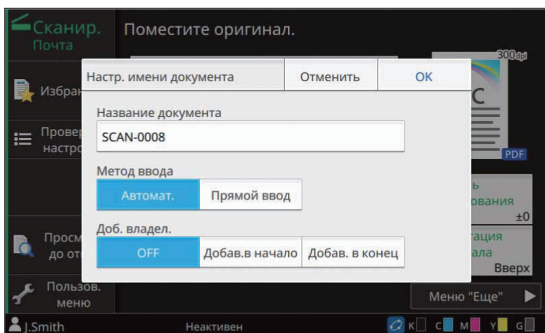 Сканир.
Почта
Поместите оригинал.
300dpi
Избран
Настр. имени документа
Отменить
OK
C
Название документа
SCAN-0008
Провер
настро
PDF
Метод ввода
Автомат.
Прямой ввод
ования
±0
Доб. владел.
OFF
Добав.в начало
Добав. в конец
Просм
до от
тация
ала
Вверх
Пользов.
меню
Меню "Еще"
J.Smith
Неактивен
K
C
M
Y
G